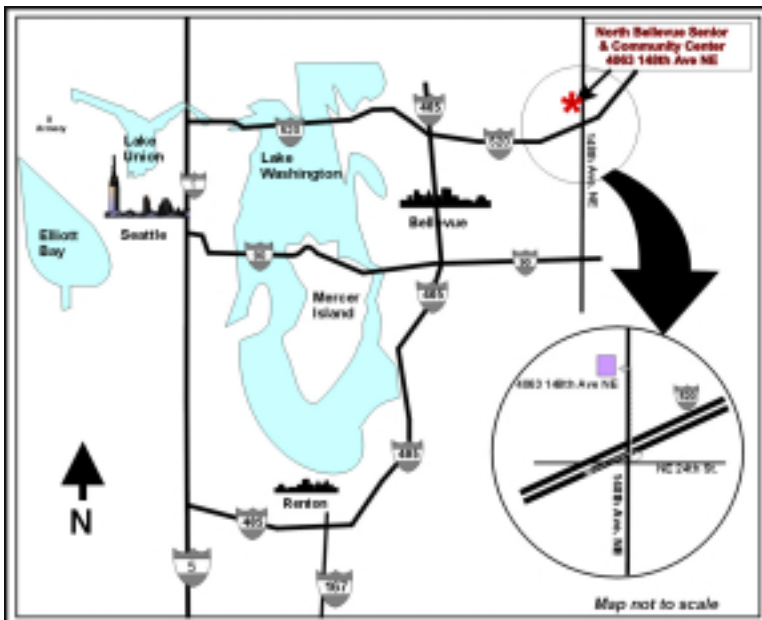 North Bellevue Senior
& Community Center
4063 148th Ave NE
405
520
520
Lake
Union
Lake
Washington
148th Ave, NE
5
Elliott
Bay
Seattle
Bellevue
90
90
405
Mercer
Island
4063 148th Ave NE
520
NE 24th St.
148th Ave, NE
405
Renton
405
N
5
167
Map not to scale